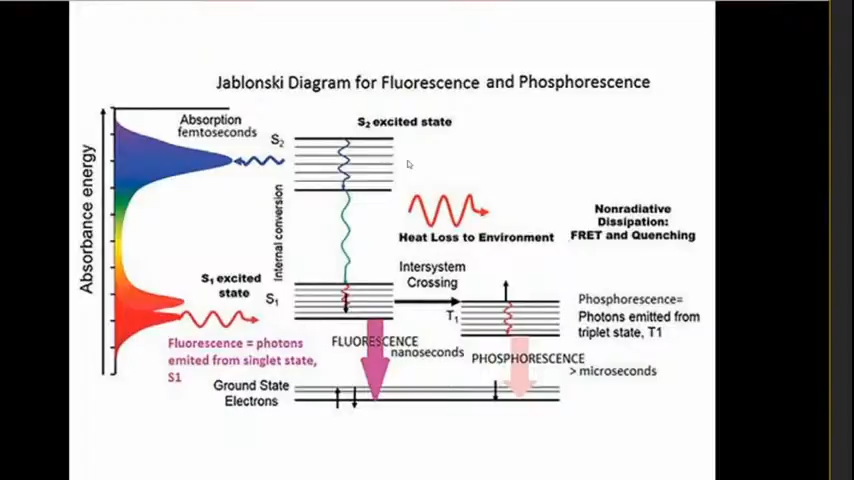 Jablonski Diagram for Fluorescence and Phosphorescence
Absorption
femtoseconds
S2 excited state
S2
Absorbance energy
Internal conversion
Heat Loss to Environment
Nonradiative
Dissipation:
FRET and Quenching
S1 excited
state
S1
Intersystem
Crossing
T1
Phosphorescence=
Photons emitted from
triplet state, T1
Fluorescence = photons
emited from singlet state,
S1
FLUORESCENCE
nanoseconds
PHOSPHORESCENCE
> microseconds
Ground State
Electrons